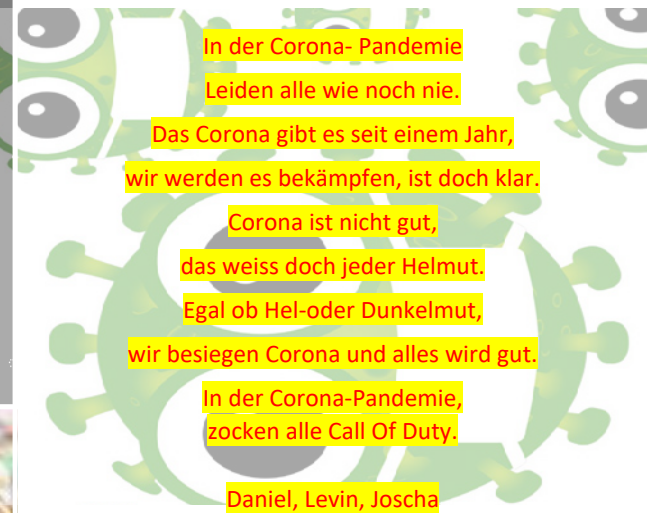 In der Corona- Pandemie
Leiden alle wie noch nie.
Das Corona gibt es seit einem Jahr,
wir werden es bekämpfen, ist doch klar.
Corona ist nicht gut,
das weiss doch jeder Helmut.
Egal ob Hel-oder Dunkelmut,
wir besiegen Corona und alles wird gut.
In der Corona-Pandemie,
zocken alle Call Of Duty.
Daniel, Levin, Joscha